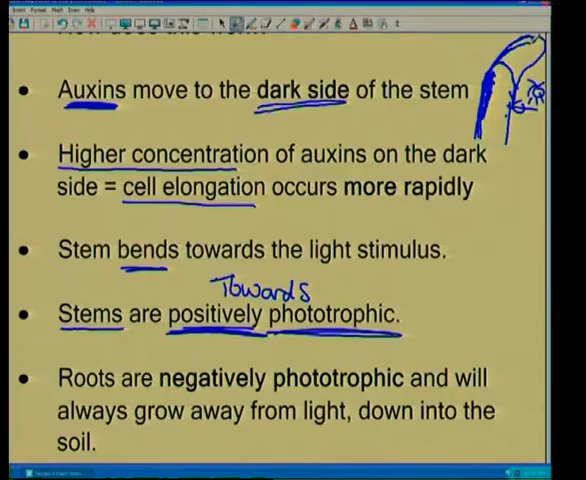 Auxins move to the dark side of the stem
Higher concentration of auxins on the dark
side = cell elongation occurs more rapidly
Stem bends towards the light stimulus.
Towards
Stems are positively phototrophic.
Roots are negatively phototrophic and will
always grow away from light, down into the
soil.